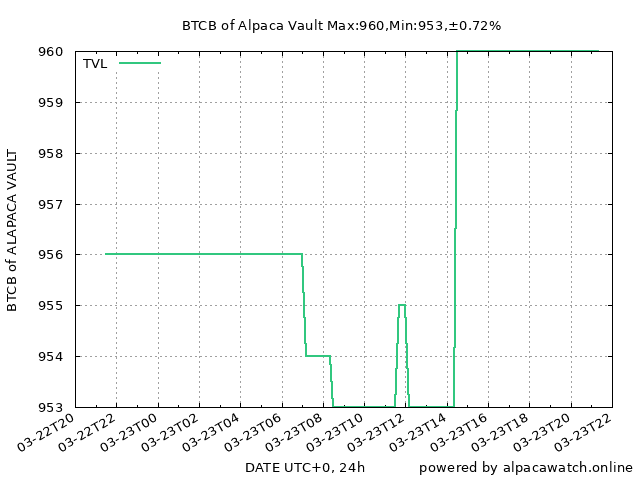 BTCB of Alpaca Vault Max:960,Min:953,±0.72%
TVL
960
959
958
957
956
955
954
953
BTCB of ALAPACA VAULT
03-22T20
03-22T22
03-23T00
03-23T02
03-23T04
03-23T06
03-23T08
03-23T10
03-23T12
03-23T14
03-23T16
03-23T18
03-23T20
03-23T22
DATE UTC+0, 24h
powered by alpacawatch.online